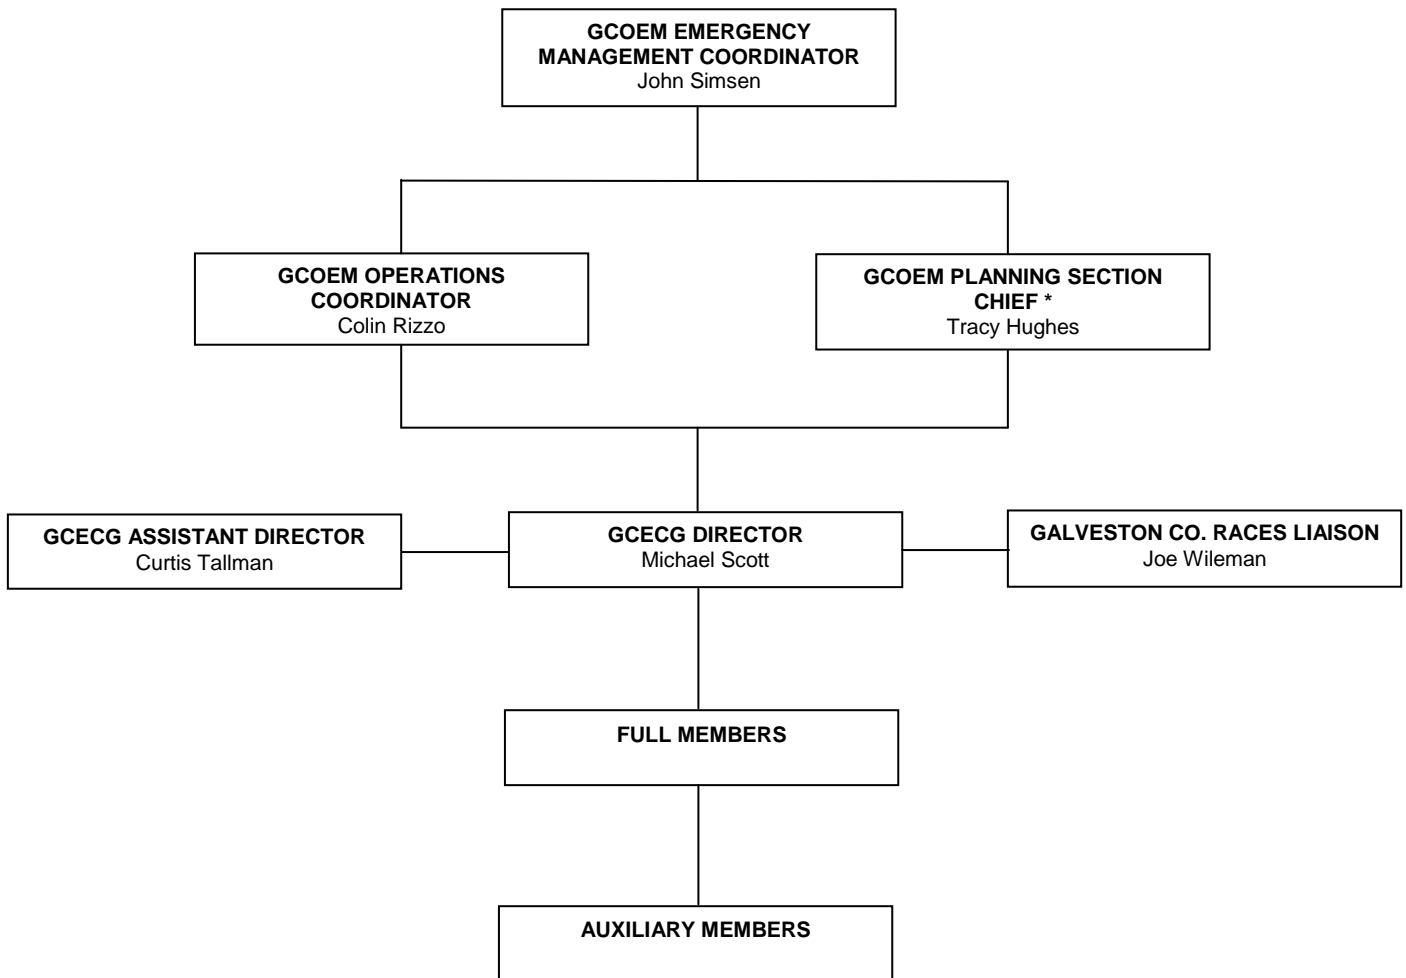 GCOEM EMERGENCY
MANAGEMENT COORDINATOR
John Simsen
GCOEM OPERATIONS
COORDINATOR
Colin Rizzo
GCOEM PLANNING SECTION
CHIEF *
Tracy Hughes
GCECG ASSISTANT DIRECTOR
Curtis Tallman
GCECG DIRECTOR
Michael Scott
GALVESTON CO. RACES LIAISON
Joe Wileman
FULL MEMBERS
AUXILIARY MEMBERS